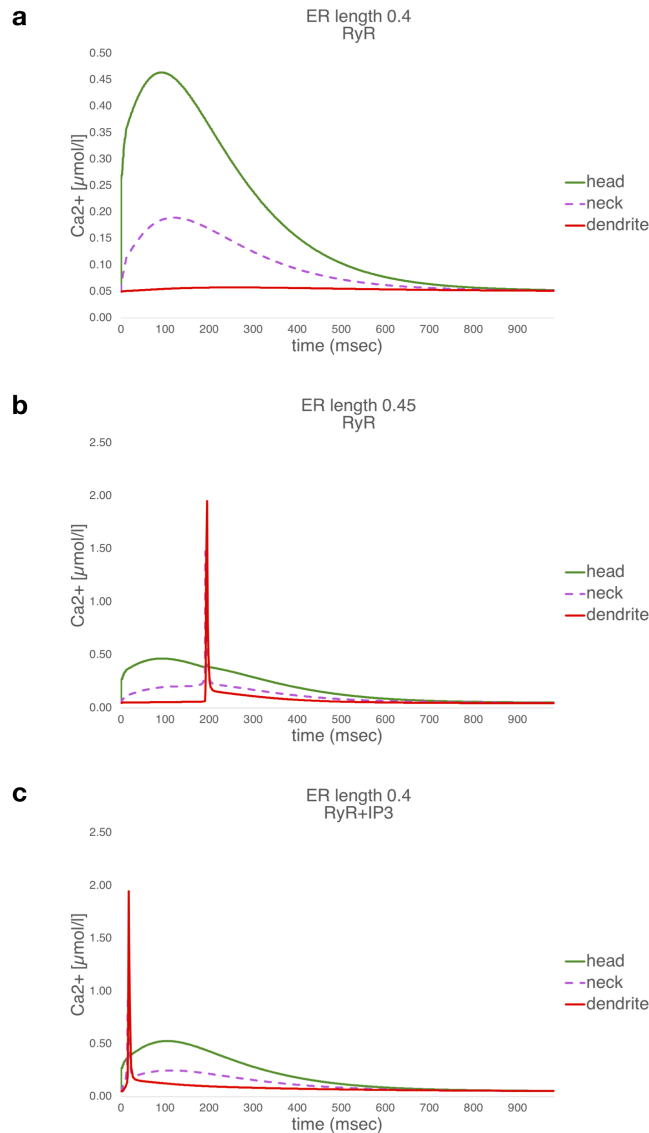 a
ER length 0.4
RyR
0.50
0.45
0.40
0.35
0.30
0.25
0.20
0.15
0.10
0.05
0.00
Ca2+ [µmol/l]
0 100 200 300 400 500 600 700 800 900
time (msec)
head
neck
dendrite
b
ER length 0.45
RyR
2.50
2.00
1.50
1.00
0.50
0.00
Ca2+ [µmol/l]
0 100 200 300 400 500 600 700 800 900
time (msec)
head
neck
dendrite
c
ER length 0.4
RyR+IP3
2.50
2.00
1.50
1.00
0.50
0.00
Ca2+ [µmol/l]
0 100 200 300 400 500 600 700 800 900
time (msec)
head
neck
dendrite